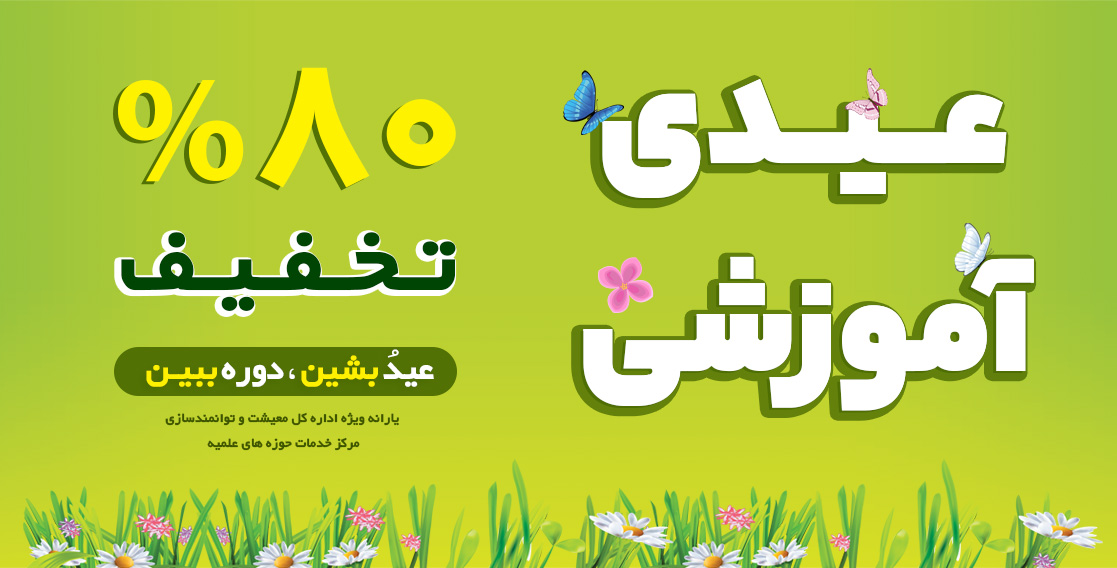 عیدی
آموزشی
۸۰%
تخفیف
عیدُ بشین ، دوره ببین
یارانه ویژه اداره کل معیشت و توانمندسازی
مرکز خدمات حوزه های علمیه